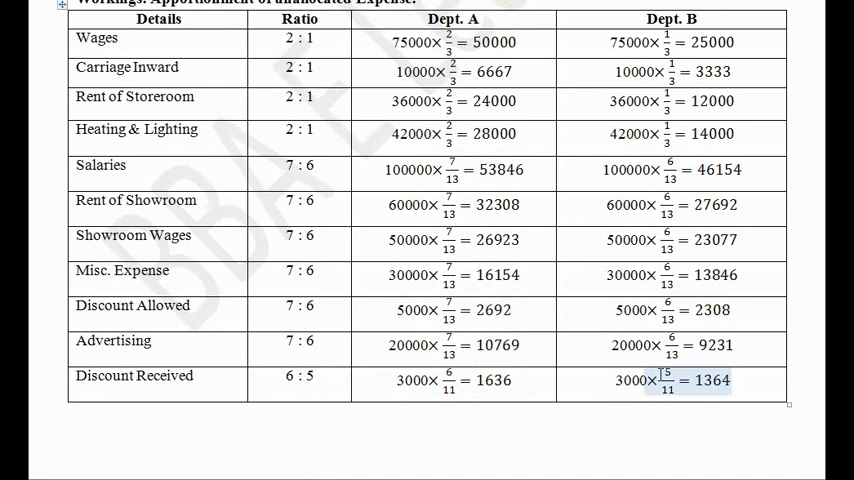 Workings: Apportionment of unallocated Expense.
Details Ratio Dept. A Dept. B
Wages 2 : 1 75000× 2/3 = 50000 75000× 1/3 = 25000
Carriage Inward 2 : 1 10000× 2/3 = 6667 10000× 1/3 = 3333
Rent of Storeroom 2 : 1 36000× 2/3 = 24000 36000× 1/3 = 12000
Heating & Lighting 2 : 1 42000× 2/3 = 28000 42000× 1/3 = 14000
Salaries 7 : 6 100000× 7/13 = 53846 100000× 6/13 = 46154
Rent of Showroom 7 : 6 60000× 7/13 = 32308 60000× 6/13 = 27692
Showroom Wages 7 : 6 50000× 7/13 = 26923 50000× 6/13 = 23077
Misc. Expense 7 : 6 30000× 7/13 = 16154 30000× 6/13 = 13846
Discount Allowed 7 : 6 5000× 7/13 = 2692 5000× 6/13 = 2308
Advertising 7 : 6 20000× 7/13 = 10769 20000× 6/13 = 9231
Discount Received 6 : 5 3000× 6/11 = 1636 3000× 5/11 = 1364
BBA E